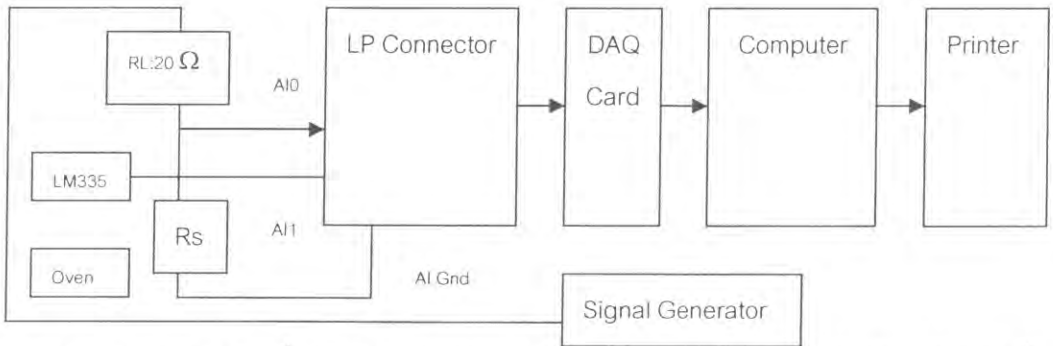 RL:20 Ω
AI0
LP Connector
DAQ
Card
Computer
Printer
LM335
Rs
AI1
Oven
AI Gnd
Signal Generator